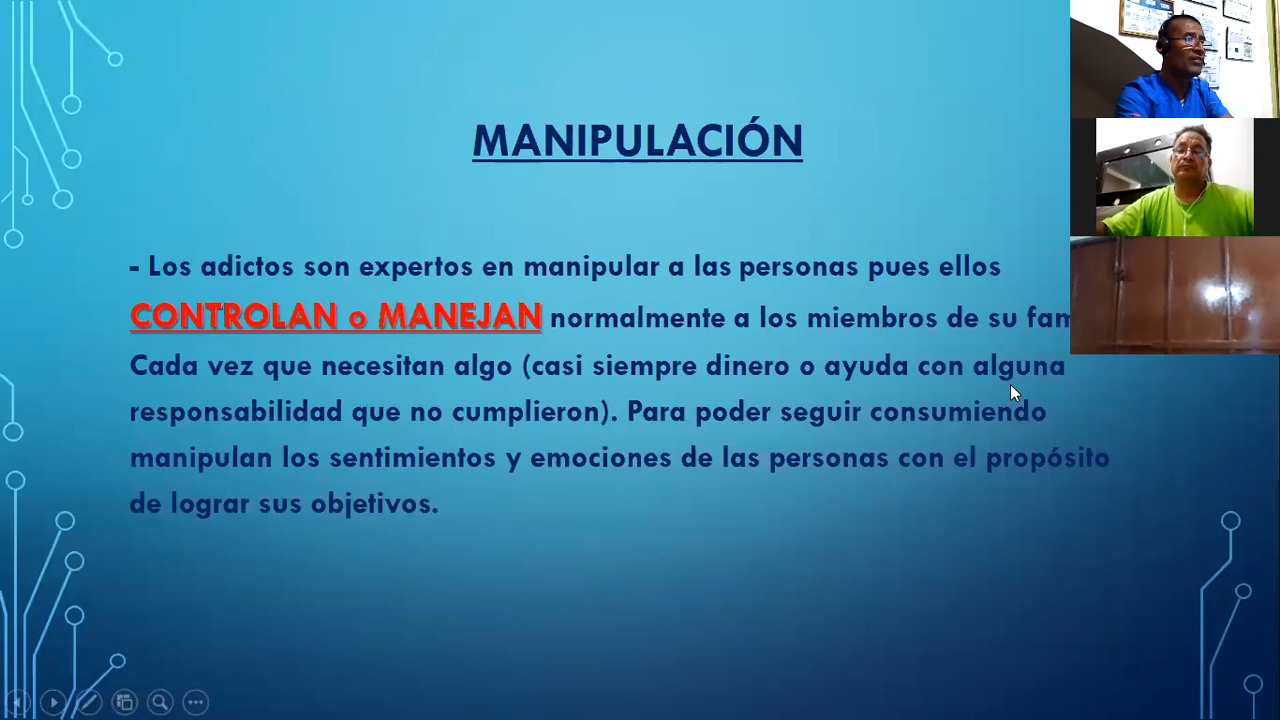 MANIPULACIÓN
- Los adictos son expertos en manipular a las personas pues ellos
CONTROLAN o MANEJAN normalmente a los miembros de su
Cada vez que necesitan algo (casi siempre dinero o ayuda con alguna
responsabilidad que no cumplieron). Para poder seguir consumiendo
manipulan los sentimientos y emociones de las personas con el propósito
de lograr sus objetivos.